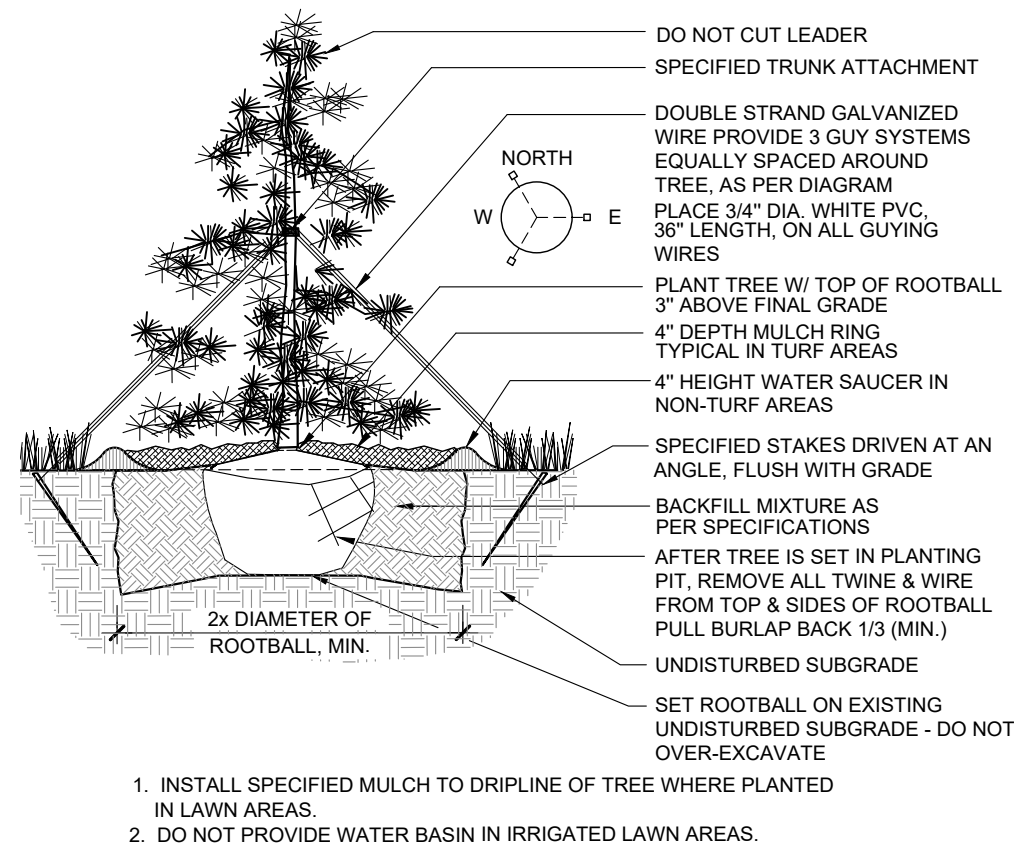 DO NOT CUT LEADER
SPECIFIED TRUNK ATTACHMENT
DOUBLE STRAND GALVANIZED
WIRE PROVIDE 3 GUY SYSTEMS
EQUALLY SPACED AROUND
TREE, AS PER DIAGRAM
PLACE 3/4" DIA. WHITE PVC,
36" LENGTH, ON ALL GUYING
WIRES
NORTH
W
E
PLANT TREE W/ TOP OF ROOTBALL
3" ABOVE FINAL GRADE
4" DEPTH MULCH RING
TYPICAL IN TURF AREAS
4" HEIGHT WATER SAUCER IN
NON-TURF AREAS
SPECIFIED STAKES DRIVEN AT AN
ANGLE, FLUSH WITH GRADE
BACKFILL MIXTURE AS
PER SPECIFICATIONS
AFTER TREE IS SET IN PLANTING
PIT, REMOVE ALL TWINE & WIRE
FROM TOP & SIDES OF ROOTBALL
PULL BURLAP BACK 1/3 (MIN.)
2x DIAMETER OF
ROOTBALL, MIN.
UNDISTURBED SUBGRADE
SET ROOTBALL ON EXISTING
UNDISTURBED SUBGRADE - DO NOT
OVER-EXCAVATE
1. INSTALL SPECIFIED MULCH TO DRIPLINE OF TREE WHERE PLANTED
IN LAWN AREAS.
2. DO NOT PROVIDE WATER BASIN IN IRRIGATED LAWN AREAS.